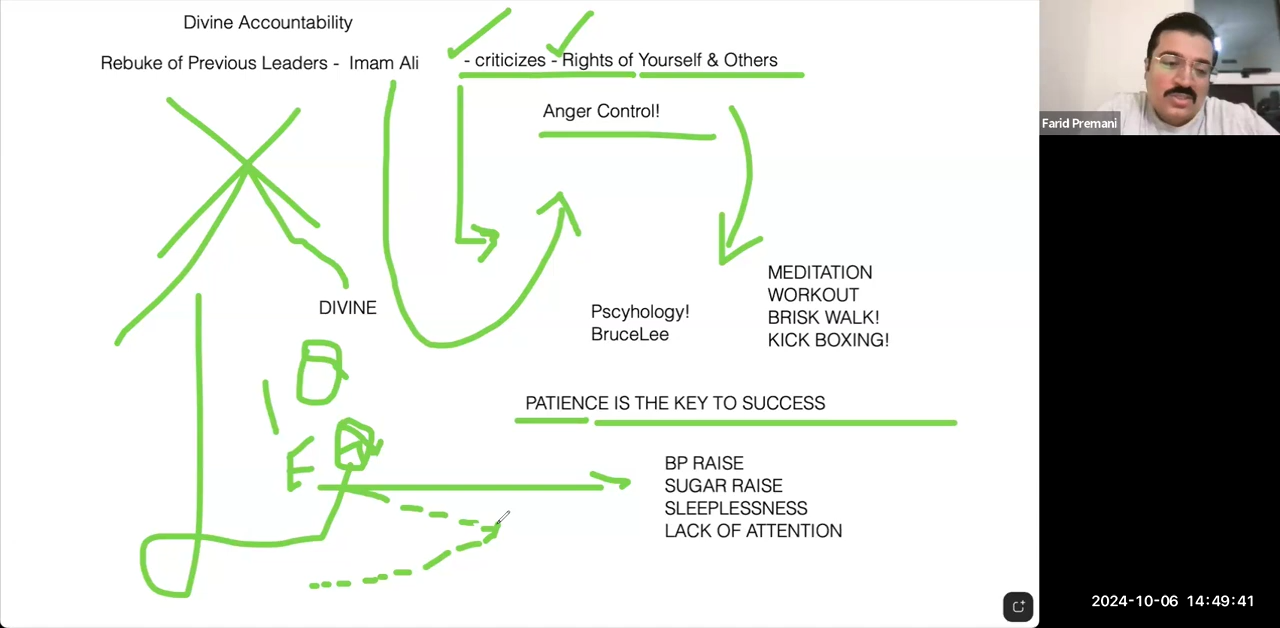 Divine Accountability
Rebuke of Previous Leaders - Imam Ali - criticizes - Rights of Yourself & Others
Anger Control!
Farid Premani
MEDITATION
WORKOUT
BRISK WALK!
KICK BOXING!
DIVINE
Pscyhology!
BruceLee
PATIENCE IS THE KEY TO SUCCESS
BP RAISE
SUGAR RAISE
SLEEPLESSNESS
LACK OF ATTENTION
2024-10-06 14:49:41